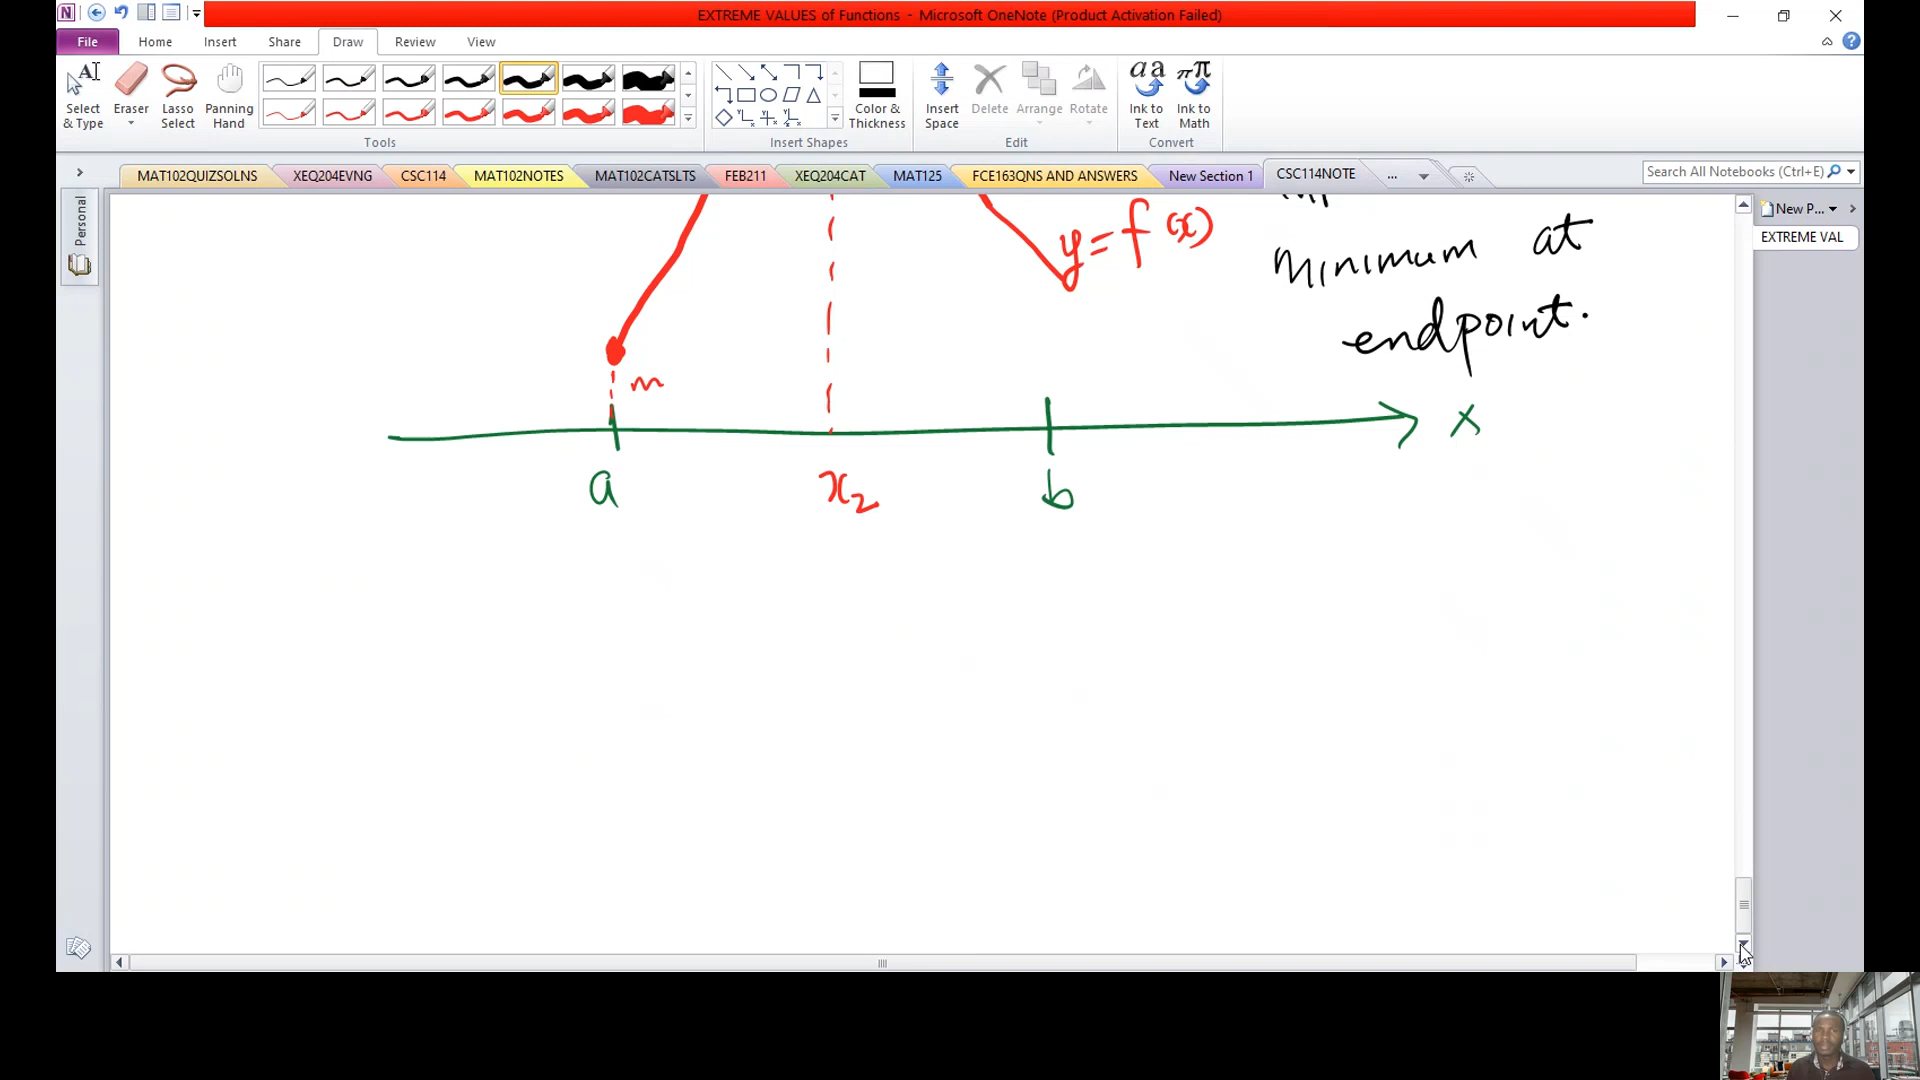 EXTREME VALUES of Functions - Microsoft OneNote (Product Activation Failed)
File Home Insert Share Draw Review View
Select & Type
Eraser
Lasso Select
Panning Hand
Color & Thickness
Insert Space
Delete
Arrange
Rotate
Ink to Text
Ink to Math
Tools
Insert Shapes
Edit
Convert
MAT102QUIZSOLNS XEQ204EVNG CSC114 MAT102NOTES MAT102CATSLTS FEB211 XEQ204CAT MAT125 FCE163QNS AND ANSWERS New Section 1 CSC114NOTE ...
Search All Notebooks (Ctrl+E)
Personal
New P...
EXTREME VAL
y = f(x)
minimum at
endpoint.
m
x
a x₂ b